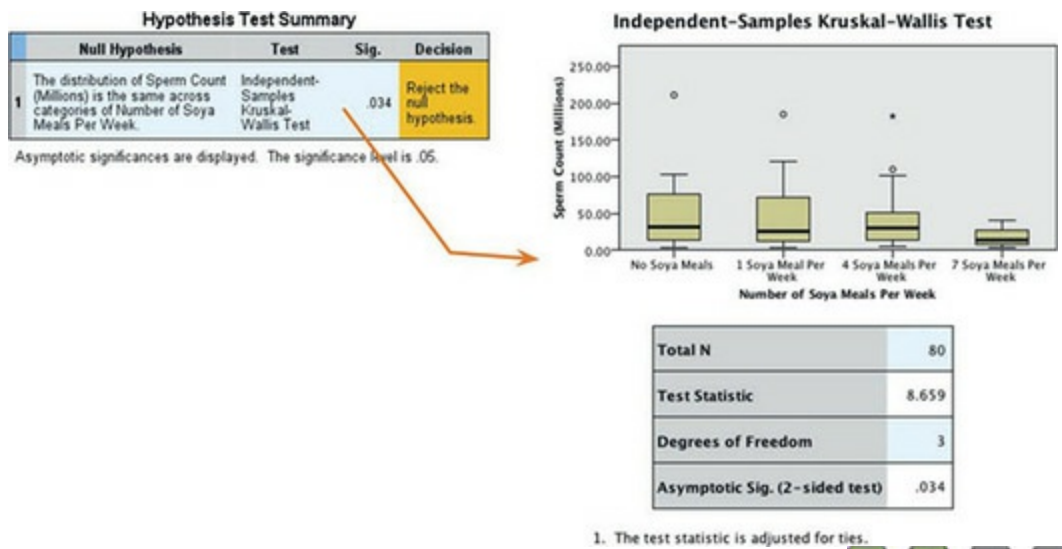 Hypothesis Test Summary
Null Hypothesis Test Sig. Decision
1 The distribution of Sperm Count (Millions) is the same across categories of Number of Soya Meals Per Week. Independent-Samples Kruskal-Wallis Test .034 Reject the null hypothesis.
Asymptotic significances are displayed. The significance level is .05.
Independent-Samples Kruskal-Wallis Test
Sperm Count (Millions)
250.00
200.00
150.00
100.00
50.00
0.00
No Soya Meals
1 Soya Meal Per Week
4 Soya Meals Per Week
7 Soya Meals Per Week
Number of Soya Meals Per Week
Total N 80
Test Statistic 8.659
Degrees of Freedom 3
Asymptotic Sig. (2-sided test) .034
1. The test statistic is adjusted for ties.